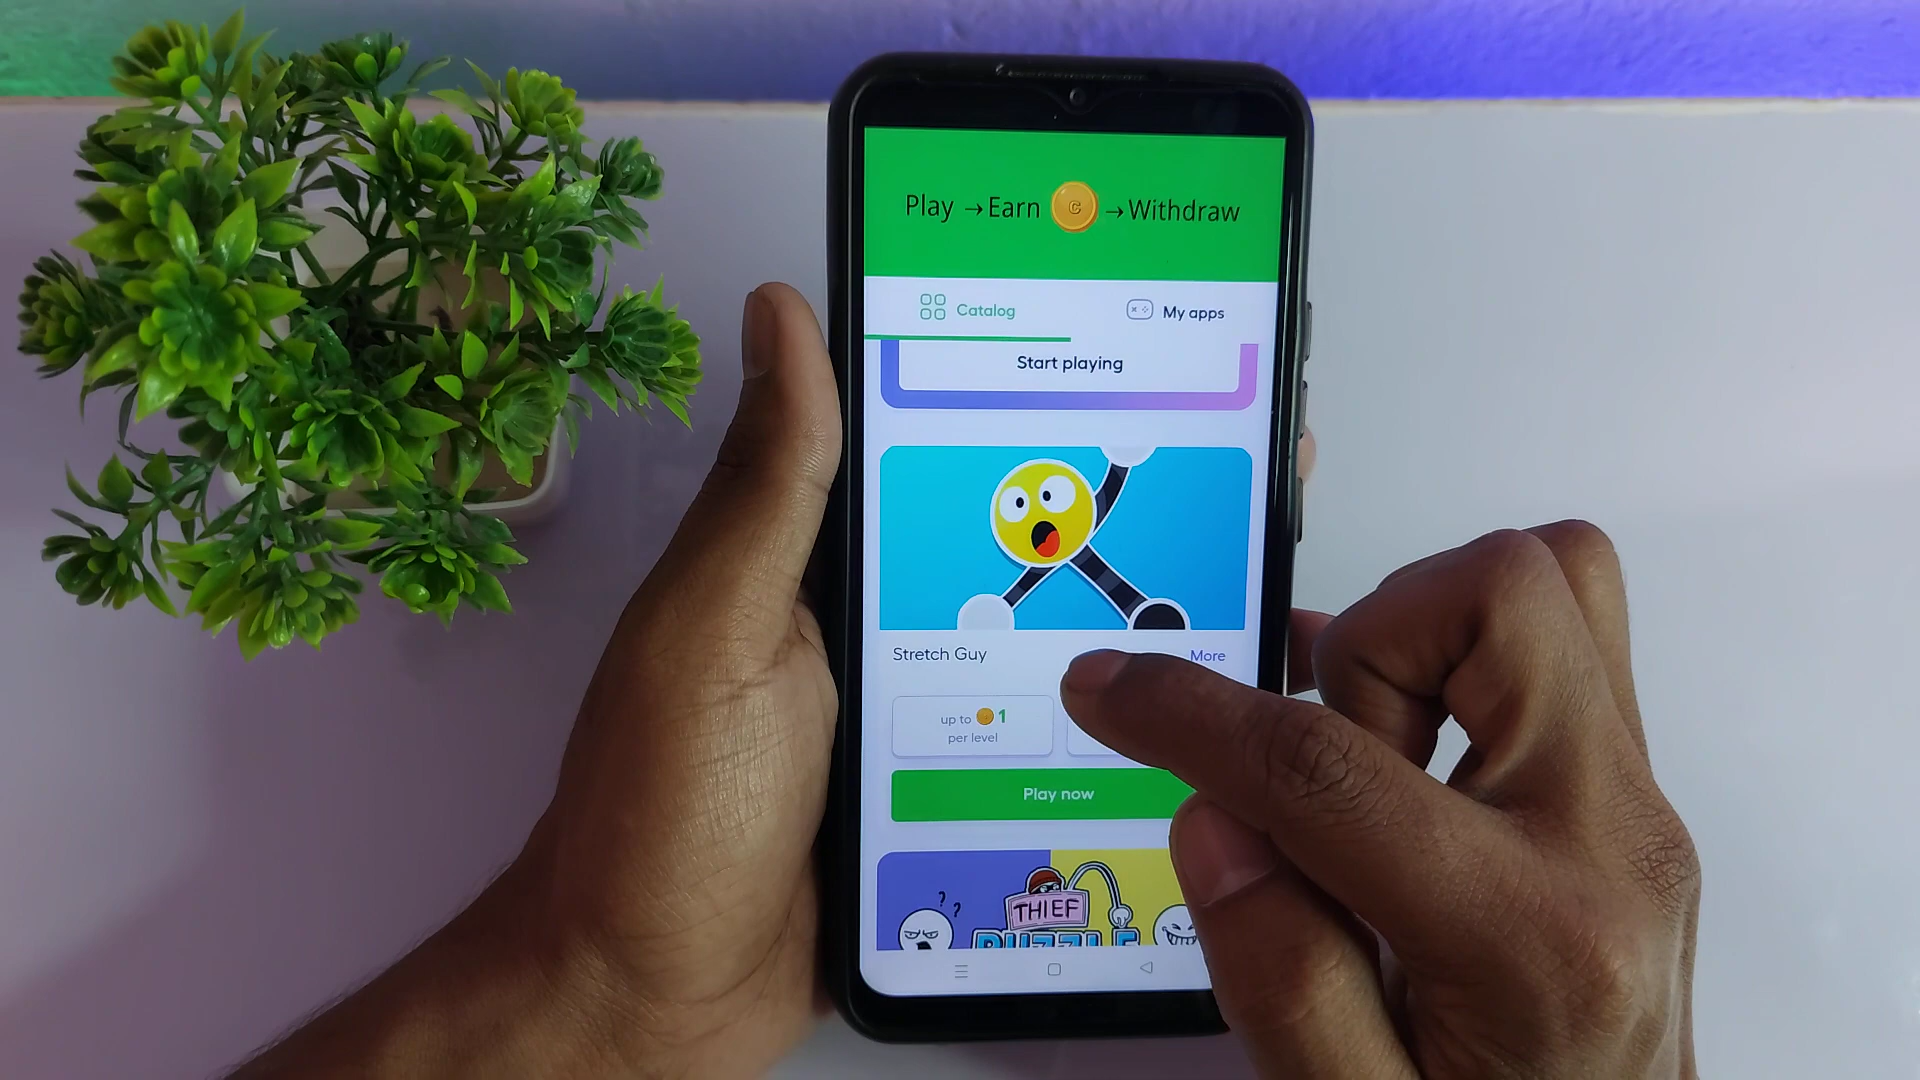 Play →Earn C →Withdraw
Catalog
My apps
Start playing
Stretch Guy
More
up to 1
per level
Play now
? ?
THIEF
PUZZLE